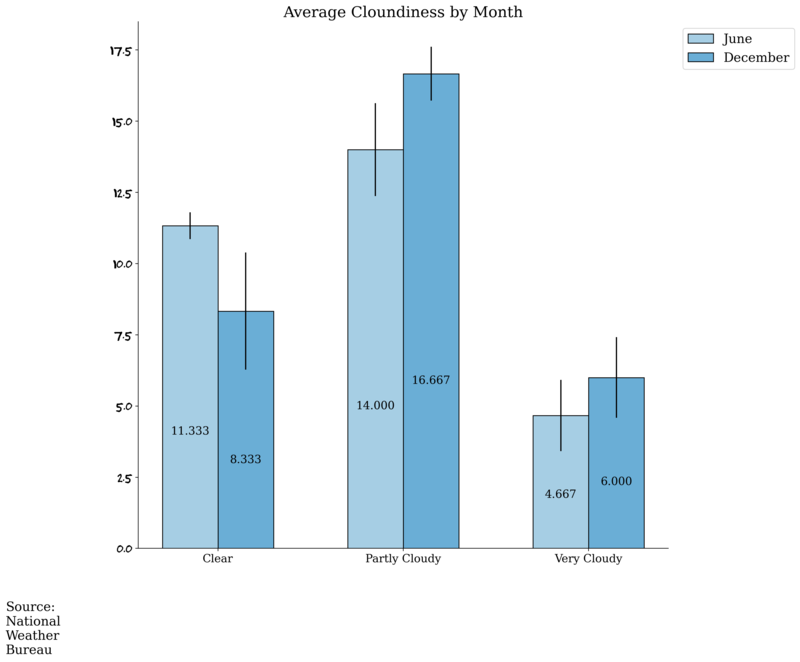 Average Cloundiness by Month
June
December
17.5
15.0
12.5
10.0
7.5
5.0
2.5
0.0
11.333
8.333
14.000
16.667
4.667
6.000
Clear
Partly Cloudy
Very Cloudy
Source:
National
Weather
Bureau